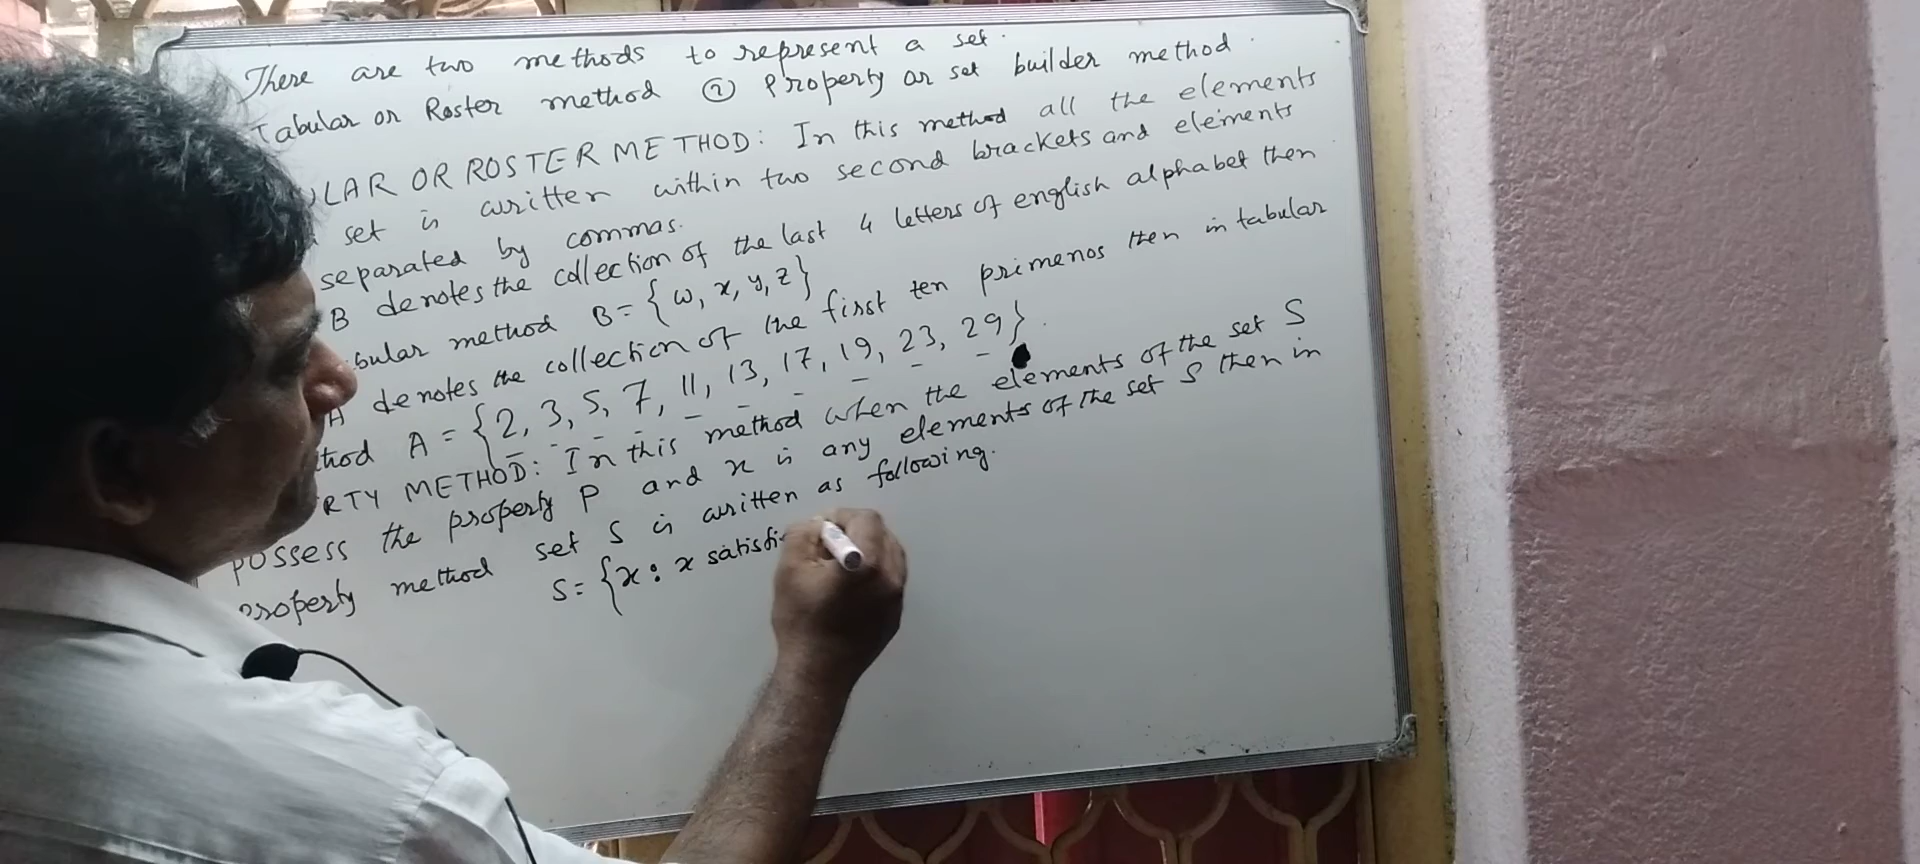 There are two methods to represent a set.
Tabular or Roster method ② Property or set builder method.
LAR OR ROSTER METHOD: In this method all the elements
set is written within two second brackets and elements
separated by commas.
B denotes the collection of the last 4 letters of english alphabet then
bular method B = {w, x, y, z}
A denotes the collection of the first ten primenos then in tabular
thod A = {2, 3, 5, 7, 11, 13, 17, 19, 23, 29}.
RTY METHOD: In this method when the elements of the set S
possess the property P and x is any elements of the set S then in
property method set S is written as following.
S = {x : x satisfi